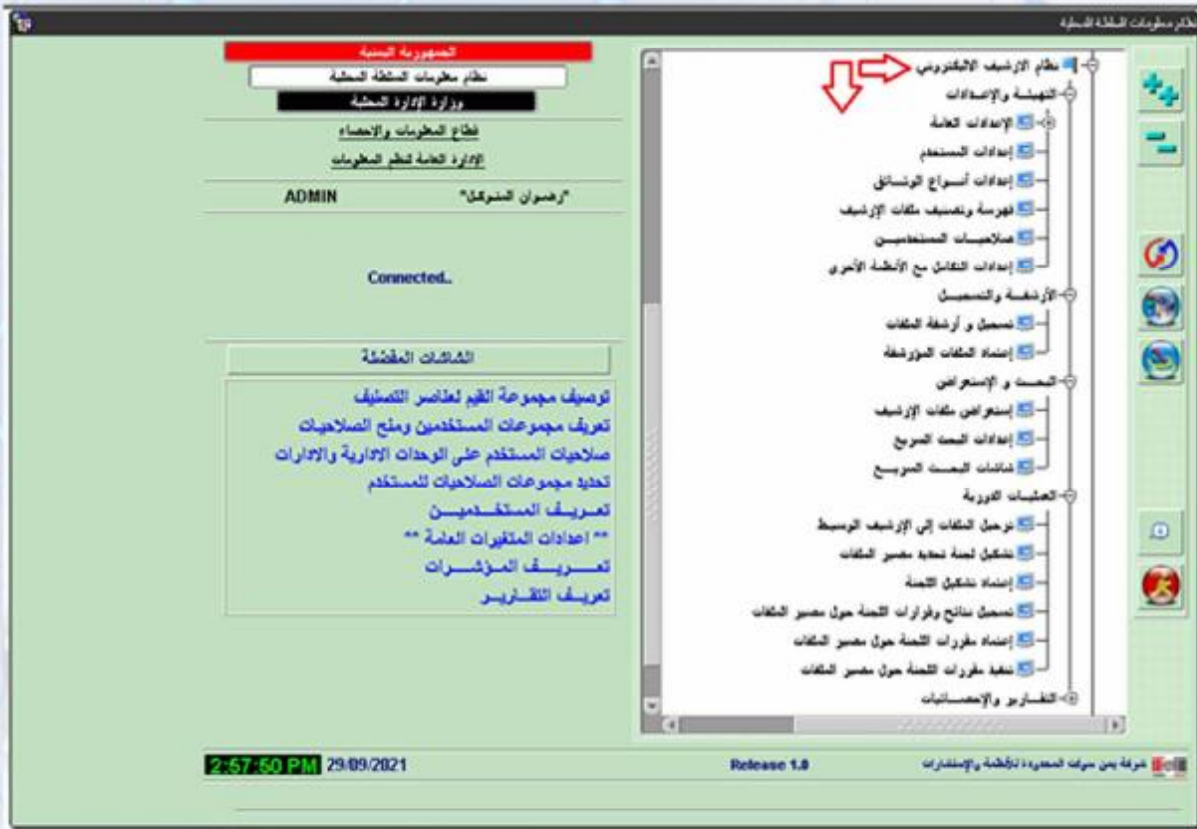 نظام معلومات السلطة المحلية
نظام الارشيف الاليكتروني
التهيئة والإعدادات
الإعدادات العامة
إعدادات المستخدم
إعدادات أنواع الوثائق
فهرسة وتصنيف ملفات الإرشيف
صلاحيات المستخدمين
إعدادات التكامل مع الأنظمة الأخرى
الأرشفة والتسجيل
تسجيل و أرشفة الملفات
إعتماد الملفات المؤرشفة
البحث و الإستعراض
إستعراض ملفات الإرشيف
إعدادات البحث السريع
شاشات البحث السريع
العمليات الدورية
ترحيل الملفات إلى الإرشيف الوسيط
تشكيل لجنة تحديد مصير الملفات
إعتماد تشكيل اللجنة
تسجيل نتائج وقرارات اللجنة حول مصير الملفات
إعتماد مقررات اللجنة حول مصير الملفات
تنفيذ مقررات اللجنة حول مصير الملفات
التقارير والإحصائيات
الجمهورية اليمنية
نظام معلومات السلطة المحلية
وزارة الإدارة المحلية
قطاع المعلومات والاحصاء
الإدارة العامة لنظم المعلومات
"رضوان المتوكل" ADMIN
Connected..
الشاشات المفضلة
توصيف مجموعة القيم لعناصر التصنيف
تعريف مجموعات المستخدمين ومنح الصلاحيات
صلاحيات المستخدم على الوحدات الادارية والادارات
تحديد مجموعات الصلاحيات للمستخدم
تعريف المستخدمين
** اعدادات المتغيرات العامة **
تعريف المؤشرات
تعريف التقارير
شركة يمن سوفت المحدودة للأنظمة والإستشارات
Release 1.0
29/09/2021
2:57:50 PM